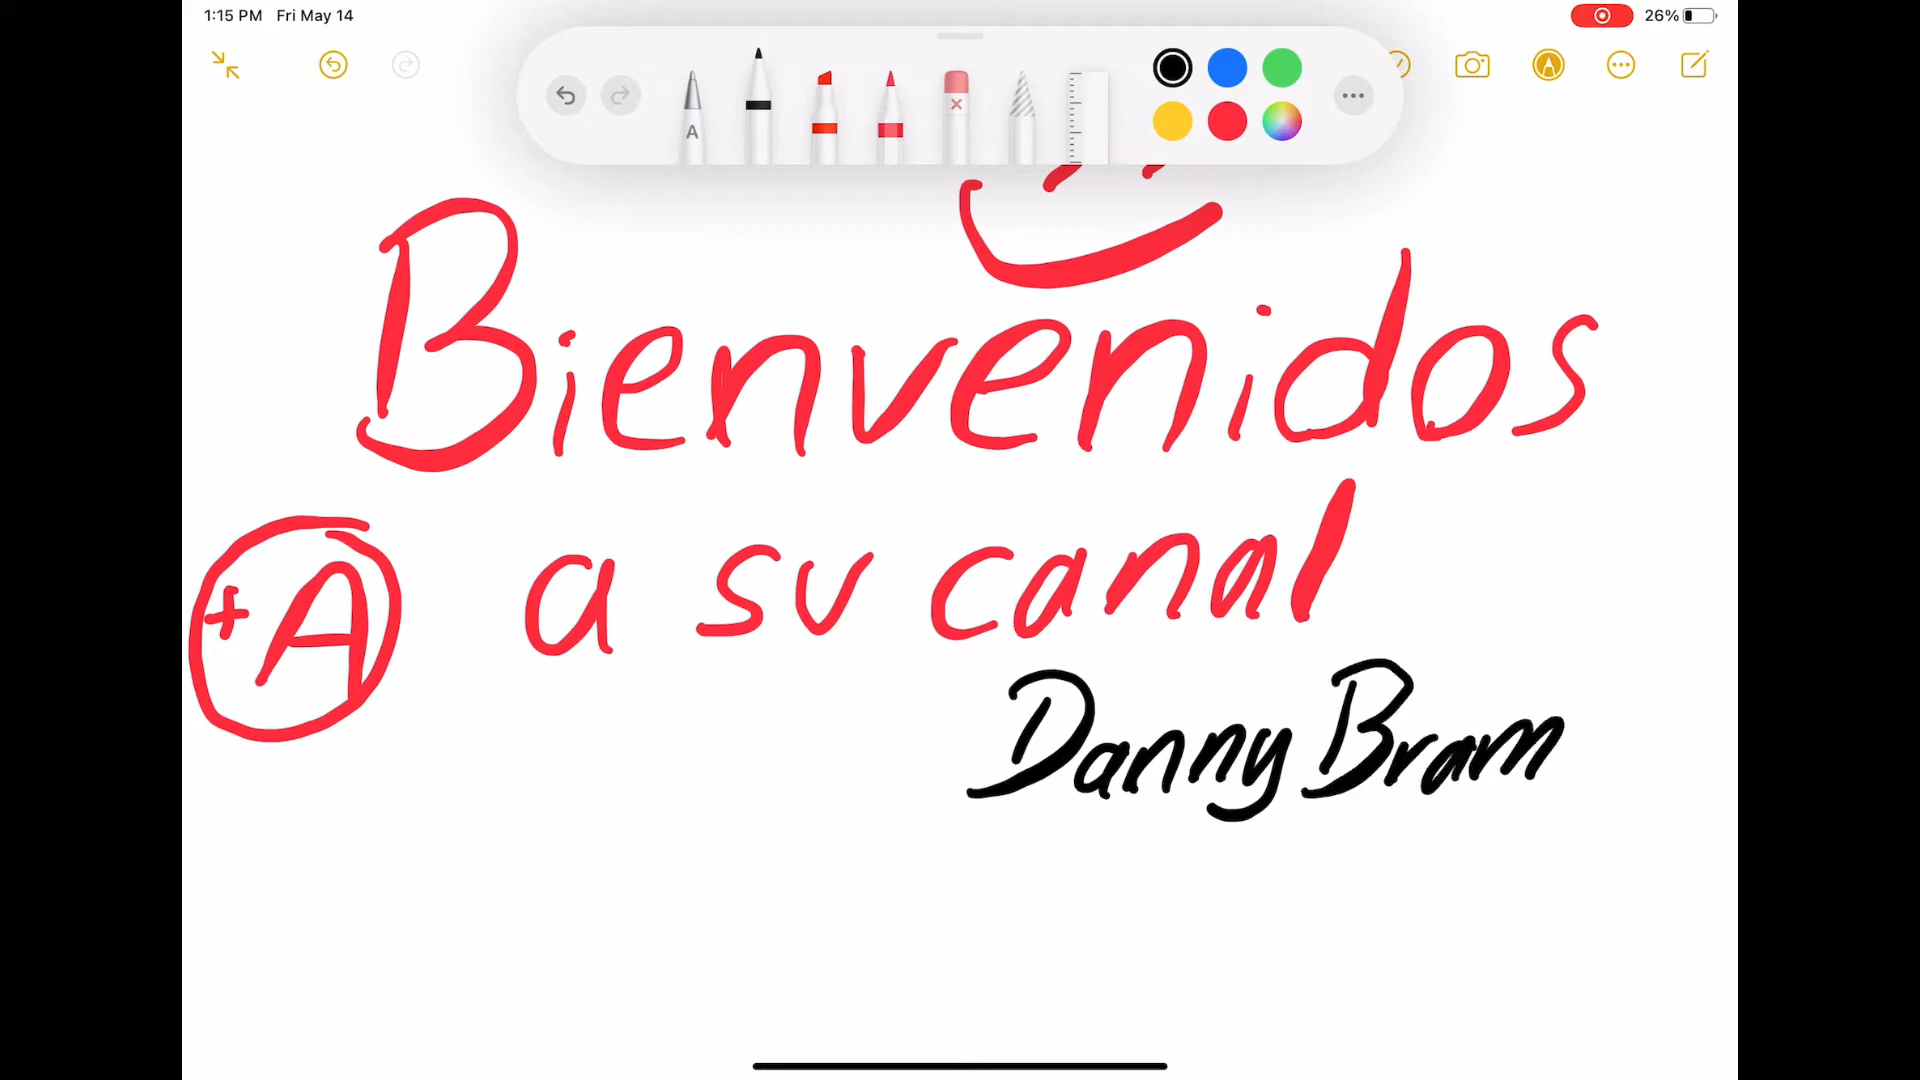 1:15 PM Fri May 14
26%
A
Bienvenidos
+A a su canal
Danny Bram